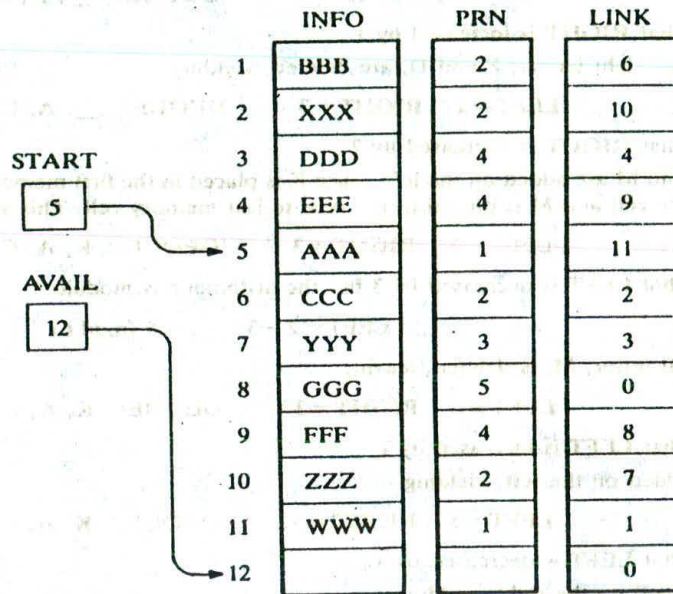 INFO PRN LINK
1 BBB 2 6
2 XXX 2 10
START
3 DDD 4 4
5
4 EEE 4 9
5 AAA 1 11
AVAIL
6 CCC 2 2
12
7 YYY 3 3
8 GGG 5 0
9 FFF 4 8
10 ZZZ 2 7
11 WWW 1 1
12 0